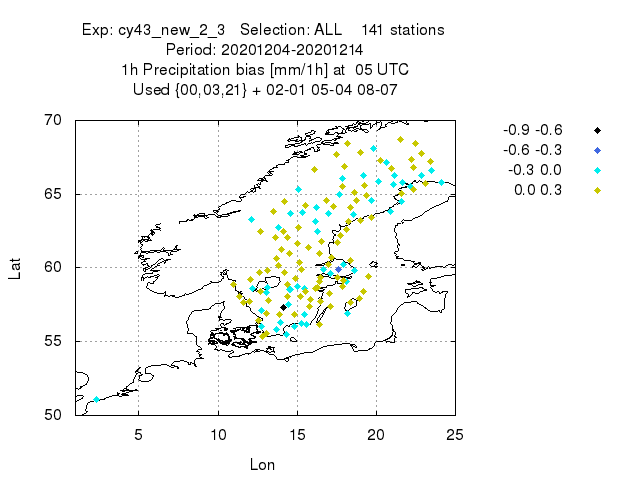 Exp: cy43_new_2_3   Selection: ALL    141 stations
Period: 20201204-20201214
1h Precipitation bias [mm/1h] at  05 UTC
Used {00,03,21} + 02-01 05-04 08-07
70
65
60
55
50
Lat
5
10
15
20
25
Lon
-0.9 -0.6
-0.6 -0.3
-0.3 0.0
0.0 0.3